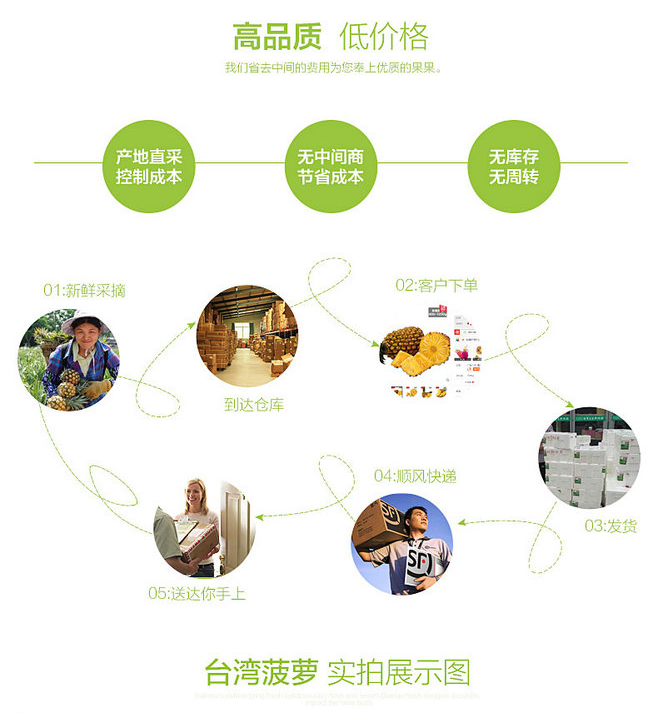 高品质 低价格
我们省去中间的费用为您奉上优质的果果。
产地直采
控制成本
无中间商
节省成本
无库存
无周转
01:新鲜采摘
到达仓库
02:客户下单
03:发货
04:顺风快递
SF
05:送达你手上
台湾菠萝 实拍展示图